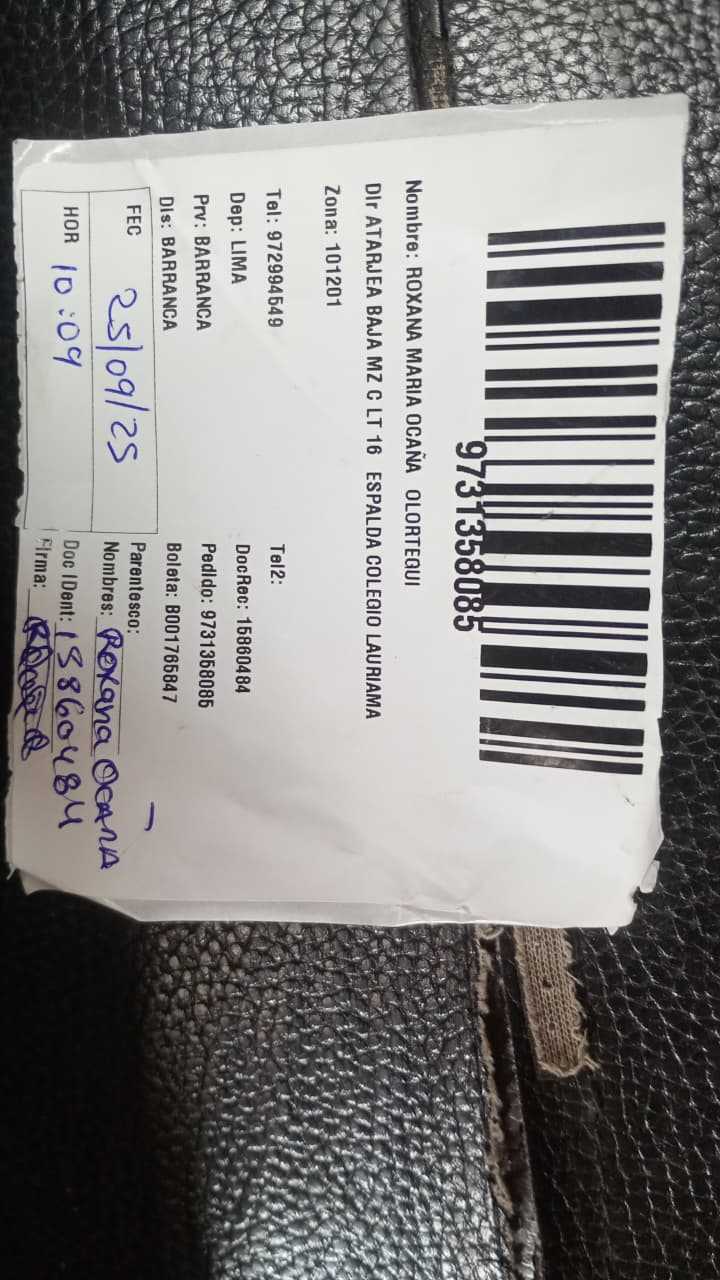 9731358085
Nombre: ROXANA MARIA OCAÑA OLORTEGUI
Dir ATARJEA BAJA MZ C LT 16 ESPALDA COLEGIO LAURIAMA
Zona: 101201
Tel: 972994549 Tel2:
Dep: LIMA DocRec: 15860484
Prv: BARRANCA Pedido: 9731358085
Dis: BARRANCA Boleta: B001765847
FEC 25/09/25
HOR 10:09
Parentesco:
Nombres: Roxana OCAÑA
Doc IDent: 15860484
Firma: